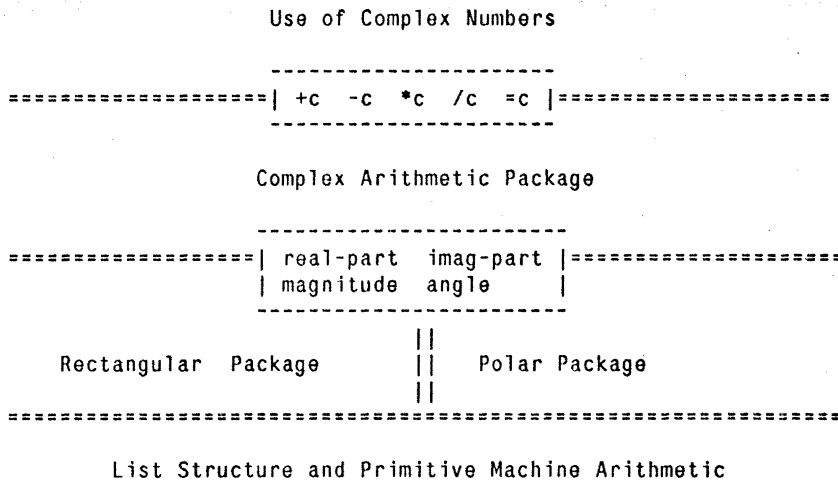 Use of Complex Numbers
----------------------
=====================| +c -c *c /c =c |=====================
----------------------
Complex Arithmetic Package
------------------------
===================| real-part imag-part |=====================
| magnitude angle |
------------------------
||
Rectangular Package || Polar Package
||
================================================================
List Structure and Primitive Machine Arithmetic